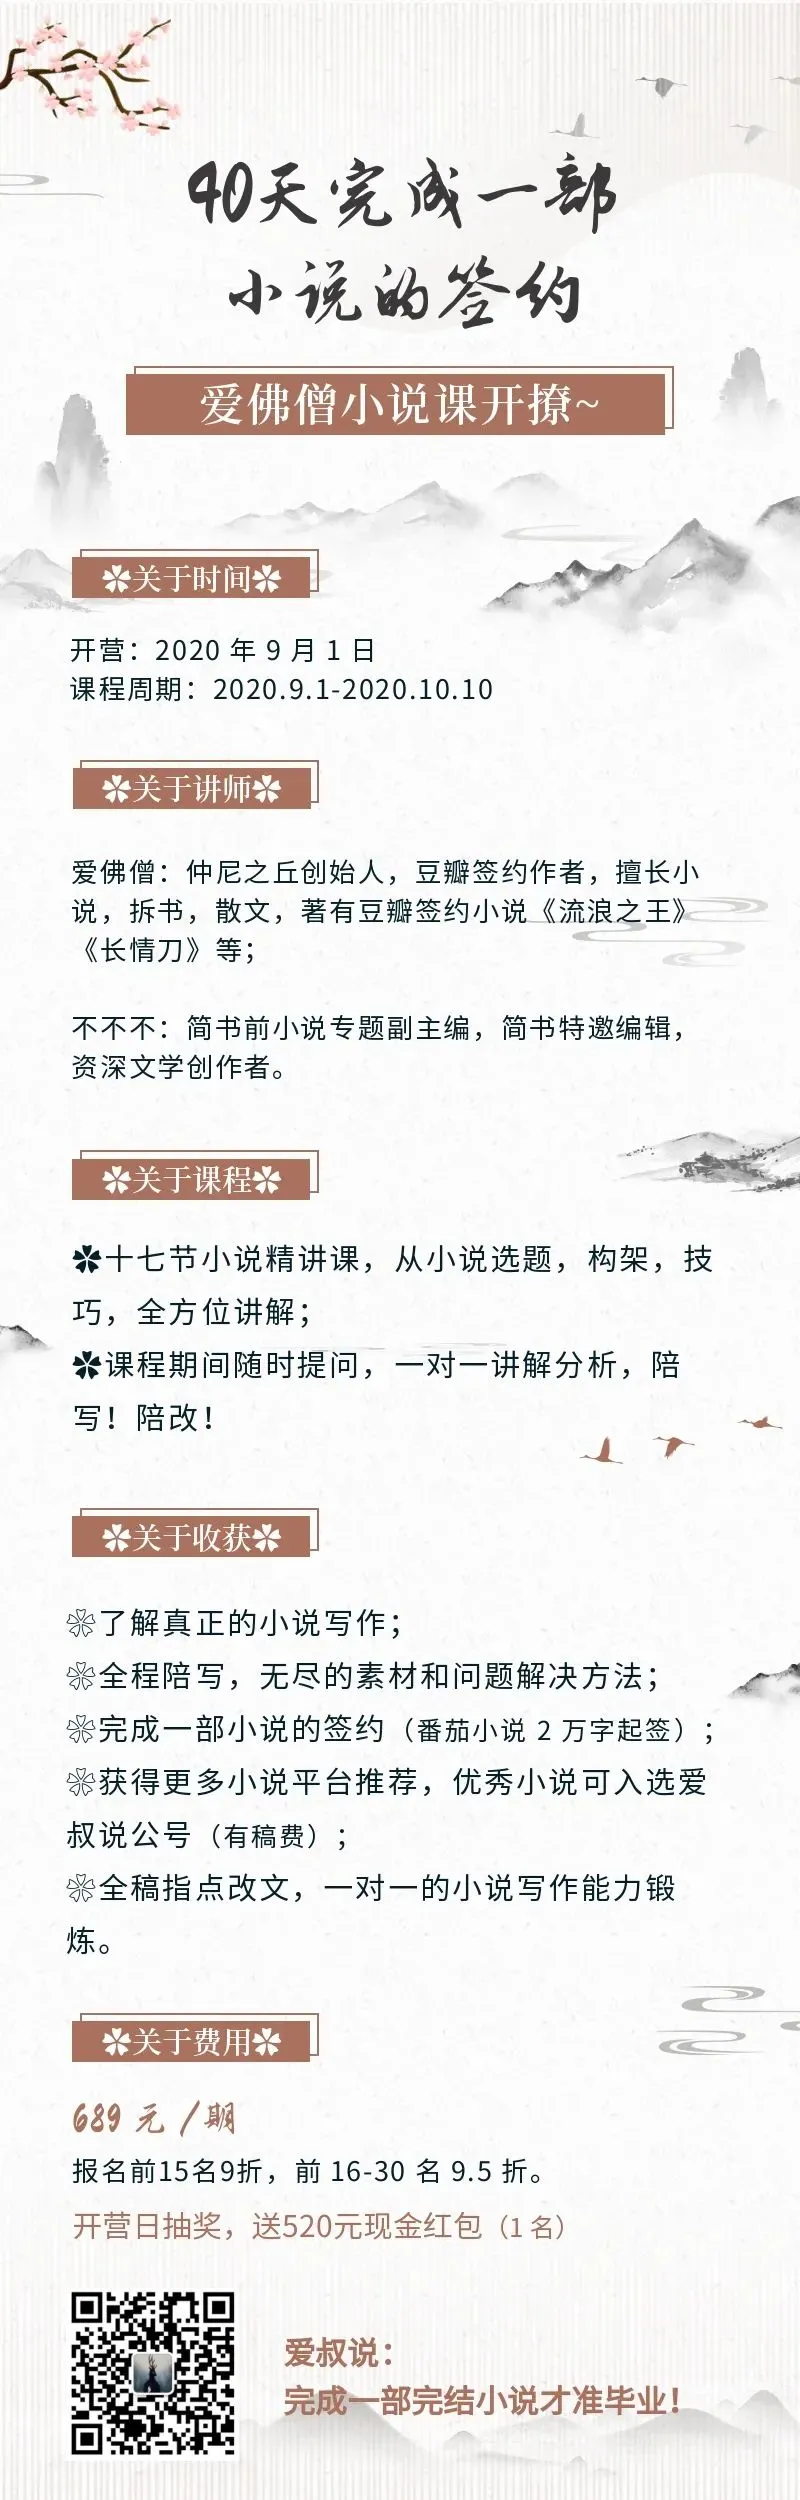 40天完成一部
小说的签约
爱佛僧小说课开撩~
✿关于时间✿
开营：2020 年 9 月 1 日
课程周期：2020.9.1-2020.10.10
✿关于讲师✿
爱佛僧：仲尼之丘创始人，豆瓣签约作者，擅长小
说，拆书，散文，著有豆瓣签约小说《流浪之王》
《长情刀》等；
不不不：简书前小说专题副主编，简书特邀编辑，
资深文学创作者。
✿关于课程✿
✿十七节小说精讲课，从小说选题，构架，技
巧，全方位讲解；
✿课程期间随时提问，一对一讲解分析，陪
写！陪改！
✿关于收获✿
❀了解真正的小说写作；
❀全程陪写，无尽的素材和问题解决方法；
❀完成一部小说的签约（番茄小说 2 万字起签）；
❀获得更多小说平台推荐，优秀小说可入选爱
叔说公号（有稿费）；
❀全稿指点改文，一对一的小说写作能力锻
炼。
✿关于费用✿
689 元 /期
报名前15名9折，前 16-30 名 9.5 折。
开营日抽奖，送520元现金红包（1 名）
爱叔说：
完成一部完结小说才准毕业！